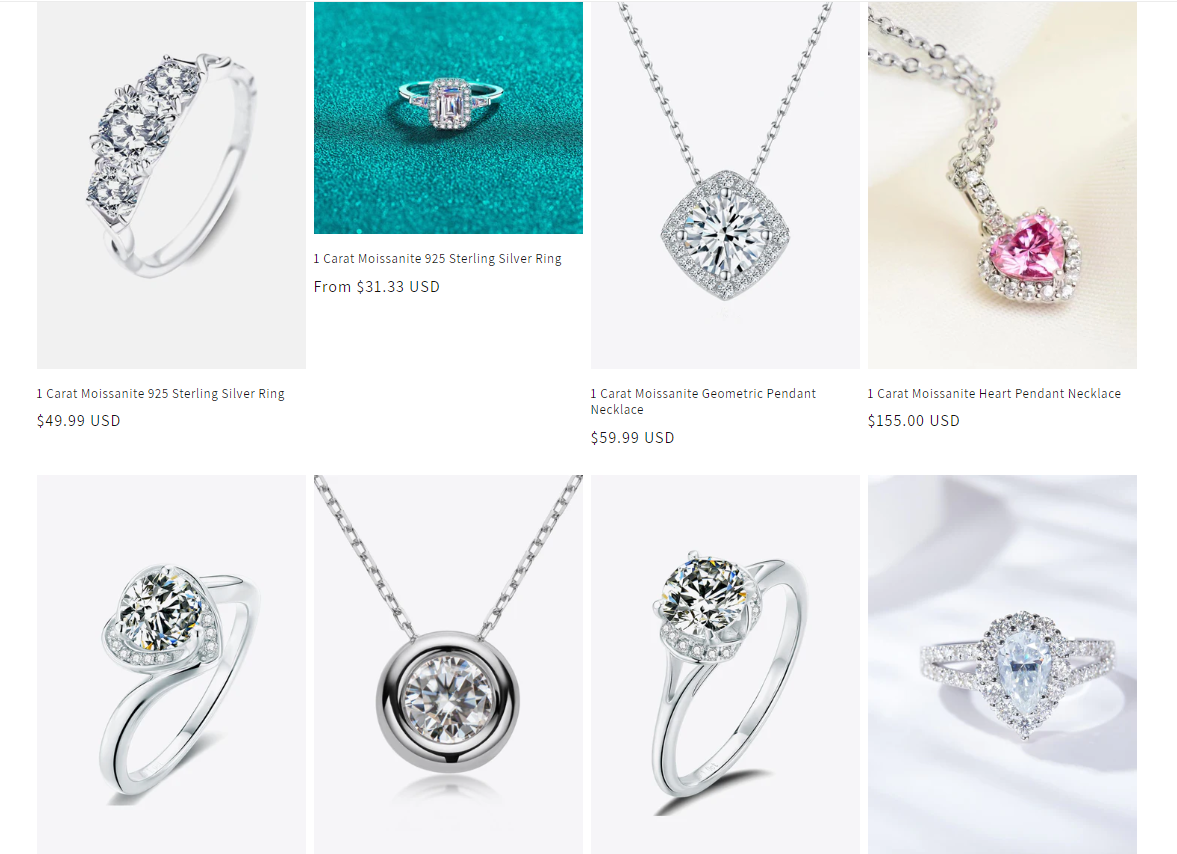 1 Carat Moissanite 925 Sterling Silver Ring
From $31.33 USD
1 Carat Moissanite 925 Sterling Silver Ring
$49.99 USD
1 Carat Moissanite Geometric Pendant
Necklace
$59.99 USD
1 Carat Moissanite Heart Pendant Necklace
$155.00 USD